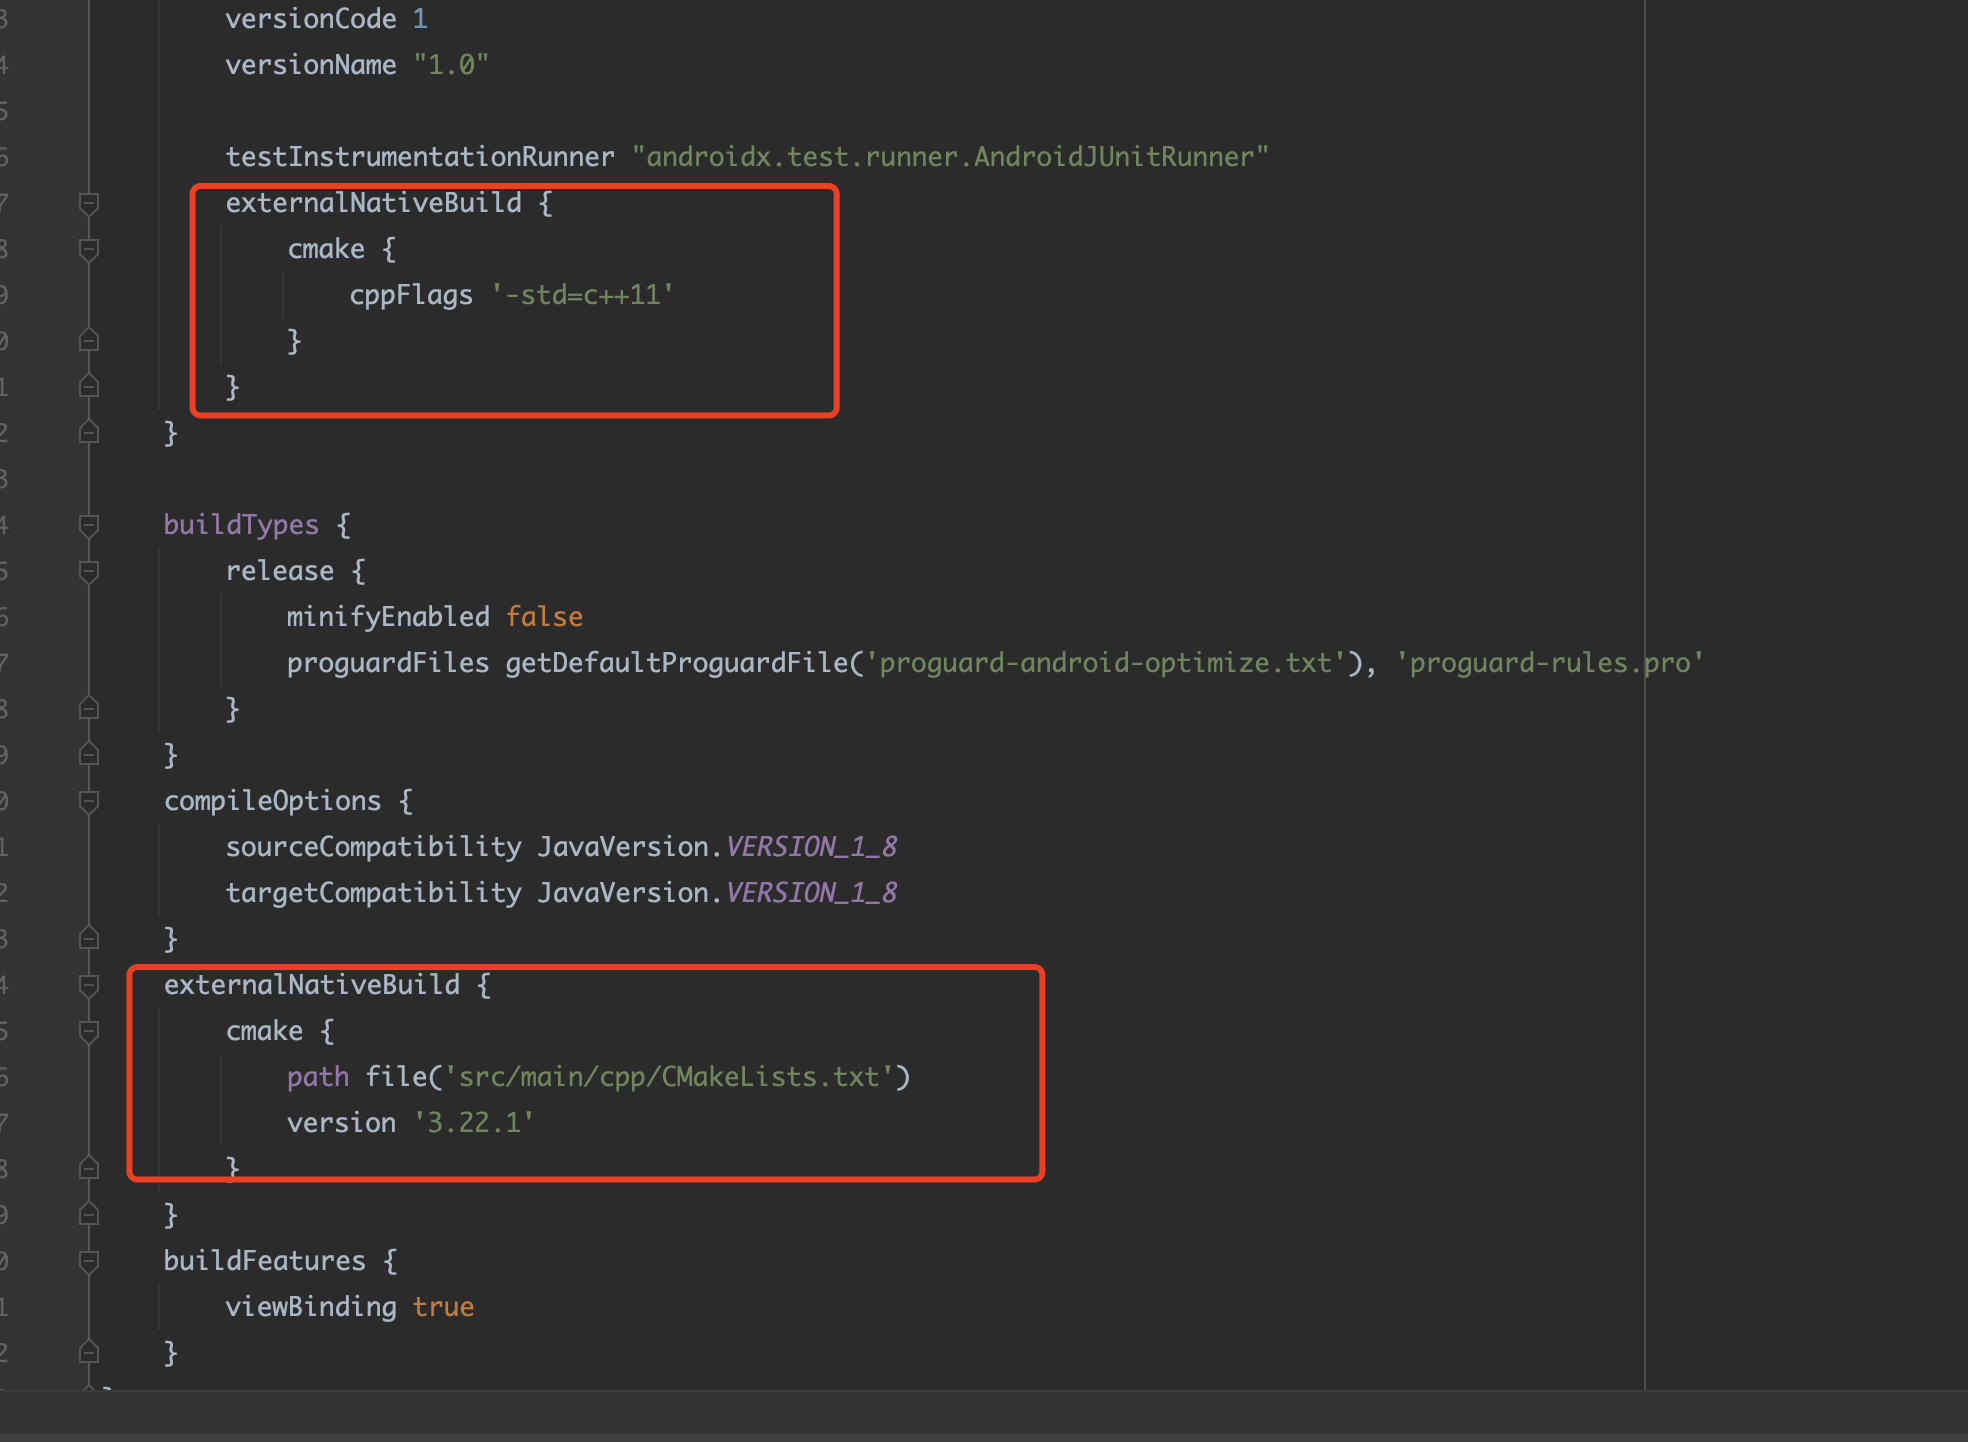 versionCode 1
versionName "1.0"
testInstrumentationRunner "androidx.test.runner.AndroidJUnitRunner"
externalNativeBuild {
cmake {
cppFlags '-std=c++11'
}
}
}
buildTypes {
release {
minifyEnabled false
proguardFiles getDefaultProguardFile('proguard-android-optimize.txt'), 'proguard-rules.pro'
}
}
compileOptions {
sourceCompatibility JavaVersion.VERSION_1_8
targetCompatibility JavaVersion.VERSION_1_8
}
externalNativeBuild {
cmake {
path file('src/main/cpp/CMakeLists.txt')
version '3.22.1'
}
}
buildFeatures {
viewBinding true
}